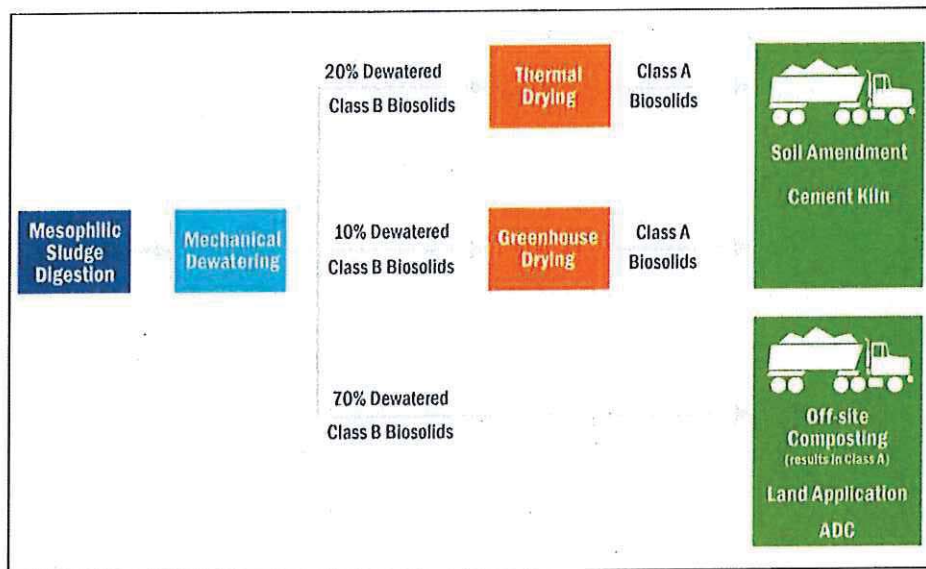 20% Dewatered
Class B Biosolids
Thermal
Drying
Class A
Biosolids
Soil Amendment
Cement Kiln
Mesophilic
Sludge
Digestion
Mechanical
Dewatering
10% Dewatered
Class B Biosolids
Greenhouse
Drying
Class A
Biosolids
70% Dewatered
Class B Biosolids
Off-site
Composting
(results in Class A)
Land Application
ADC